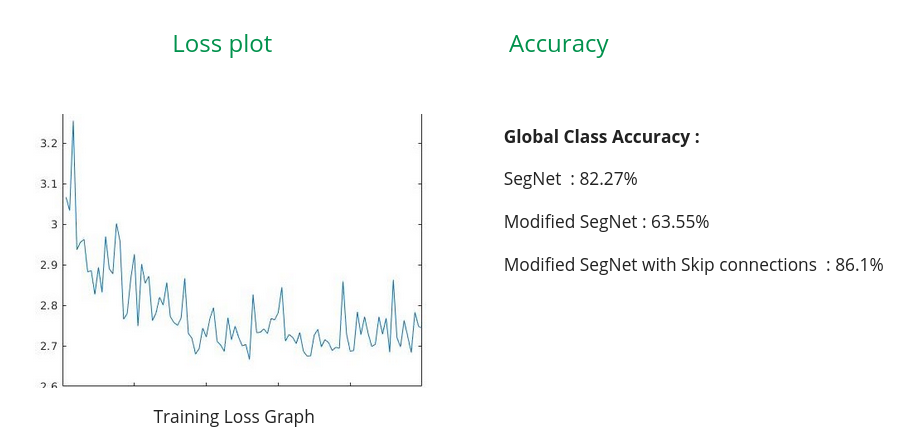 Loss plot
Accuracy
3.2
3.1
3
2.9
2.8
2.7
2.6
Training Loss Graph
Global Class Accuracy :
SegNet : 82.27%
Modified SegNet : 63.55%
Modified SegNet with Skip connections : 86.1%